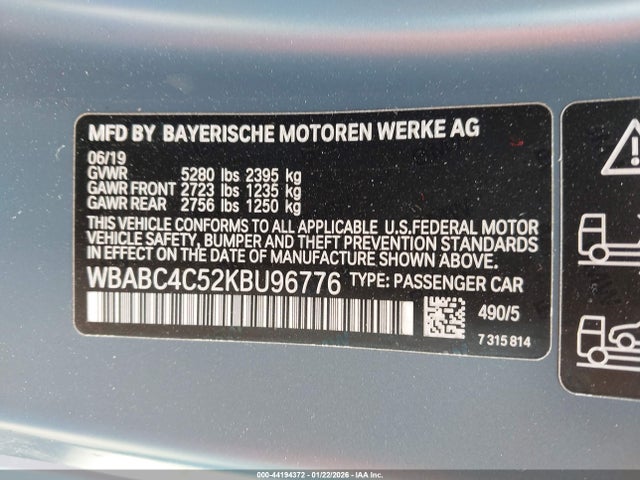 MFD BY BAYERISCHE MOTOREN WERKE AG
06/19
GVWR 5280 lbs 2395 kg
GAWR FRONT 2723 lbs 1235 kg
GAWR REAR 2756 lbs 1250 kg
THIS VEHICLE CONFORMS TO ALL APPLICABLE U.S.FEDERAL MOTOR
VEHICLE SAFETY, BUMPER AND THEFT PREVENTION STANDARDS
IN EFFECT ON THE DATE OF MANUFACTURE SHOWN ABOVE.
WBABC4C52KBU96776 TYPE: PASSENGER CAR
490/5
7 315 814
000-44194372 - 01/22/2026 - IAA Inc.